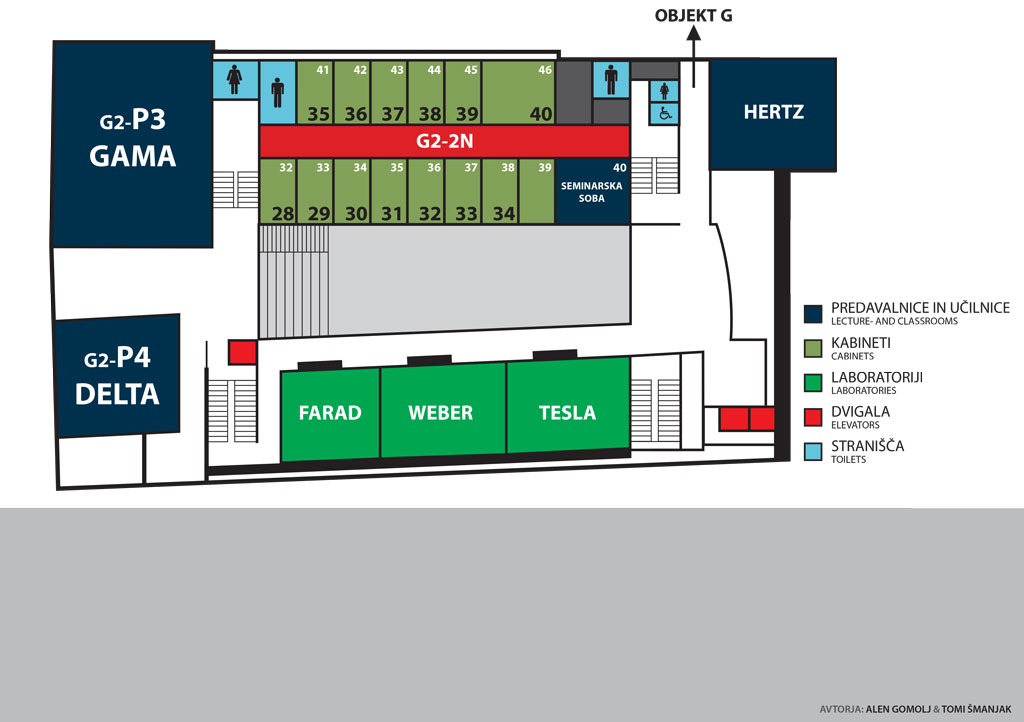 OBJEKT G
G2-P3
GAMA
41 42 43 44 45 46
35 36 37 38 39 40
HERTZ
G2-2N
32 33 34 35 36 37 38 39 40
SEMINARSKA
SOBA
28 29 30 31 32 33 34
G2-P4
DELTA
FARAD
WEBER
TESLA
PREDAVALNICE IN UČILNICE
LECTURE- AND CLASSROOMS
KABINETI
CABINETS
LABORATORIJI
LABORATORIES
DVIGALA
ELEVATORS
STRANIŠČA
TOILETS
AVTORJA: ALEN GOMOLJ & TOMI ŠMANJAK